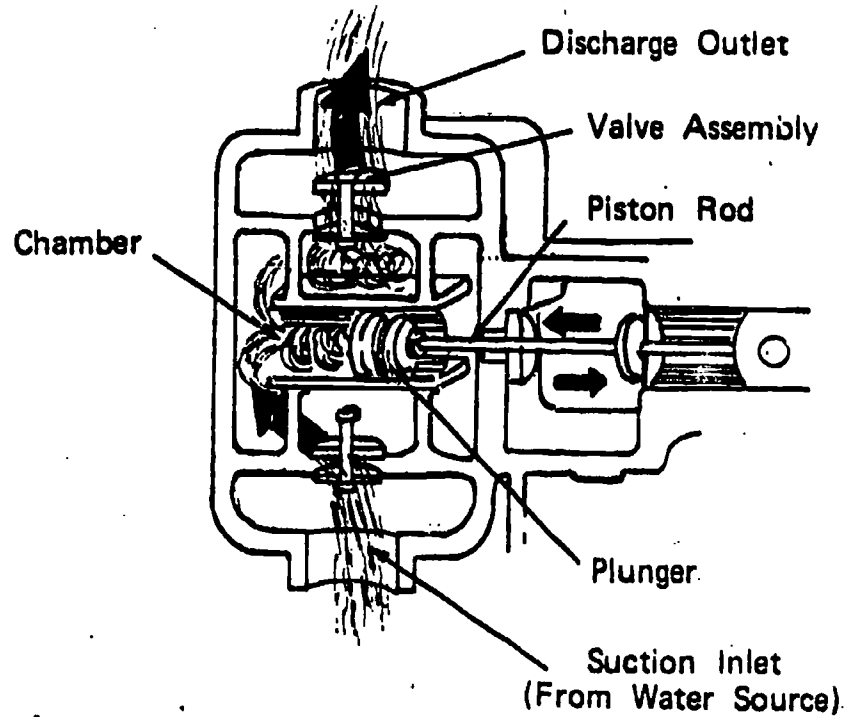 Discharge Outlet
Valve Assembly
Piston Rod
Chamber
Plunger
Suction Inlet
(From Water Source)